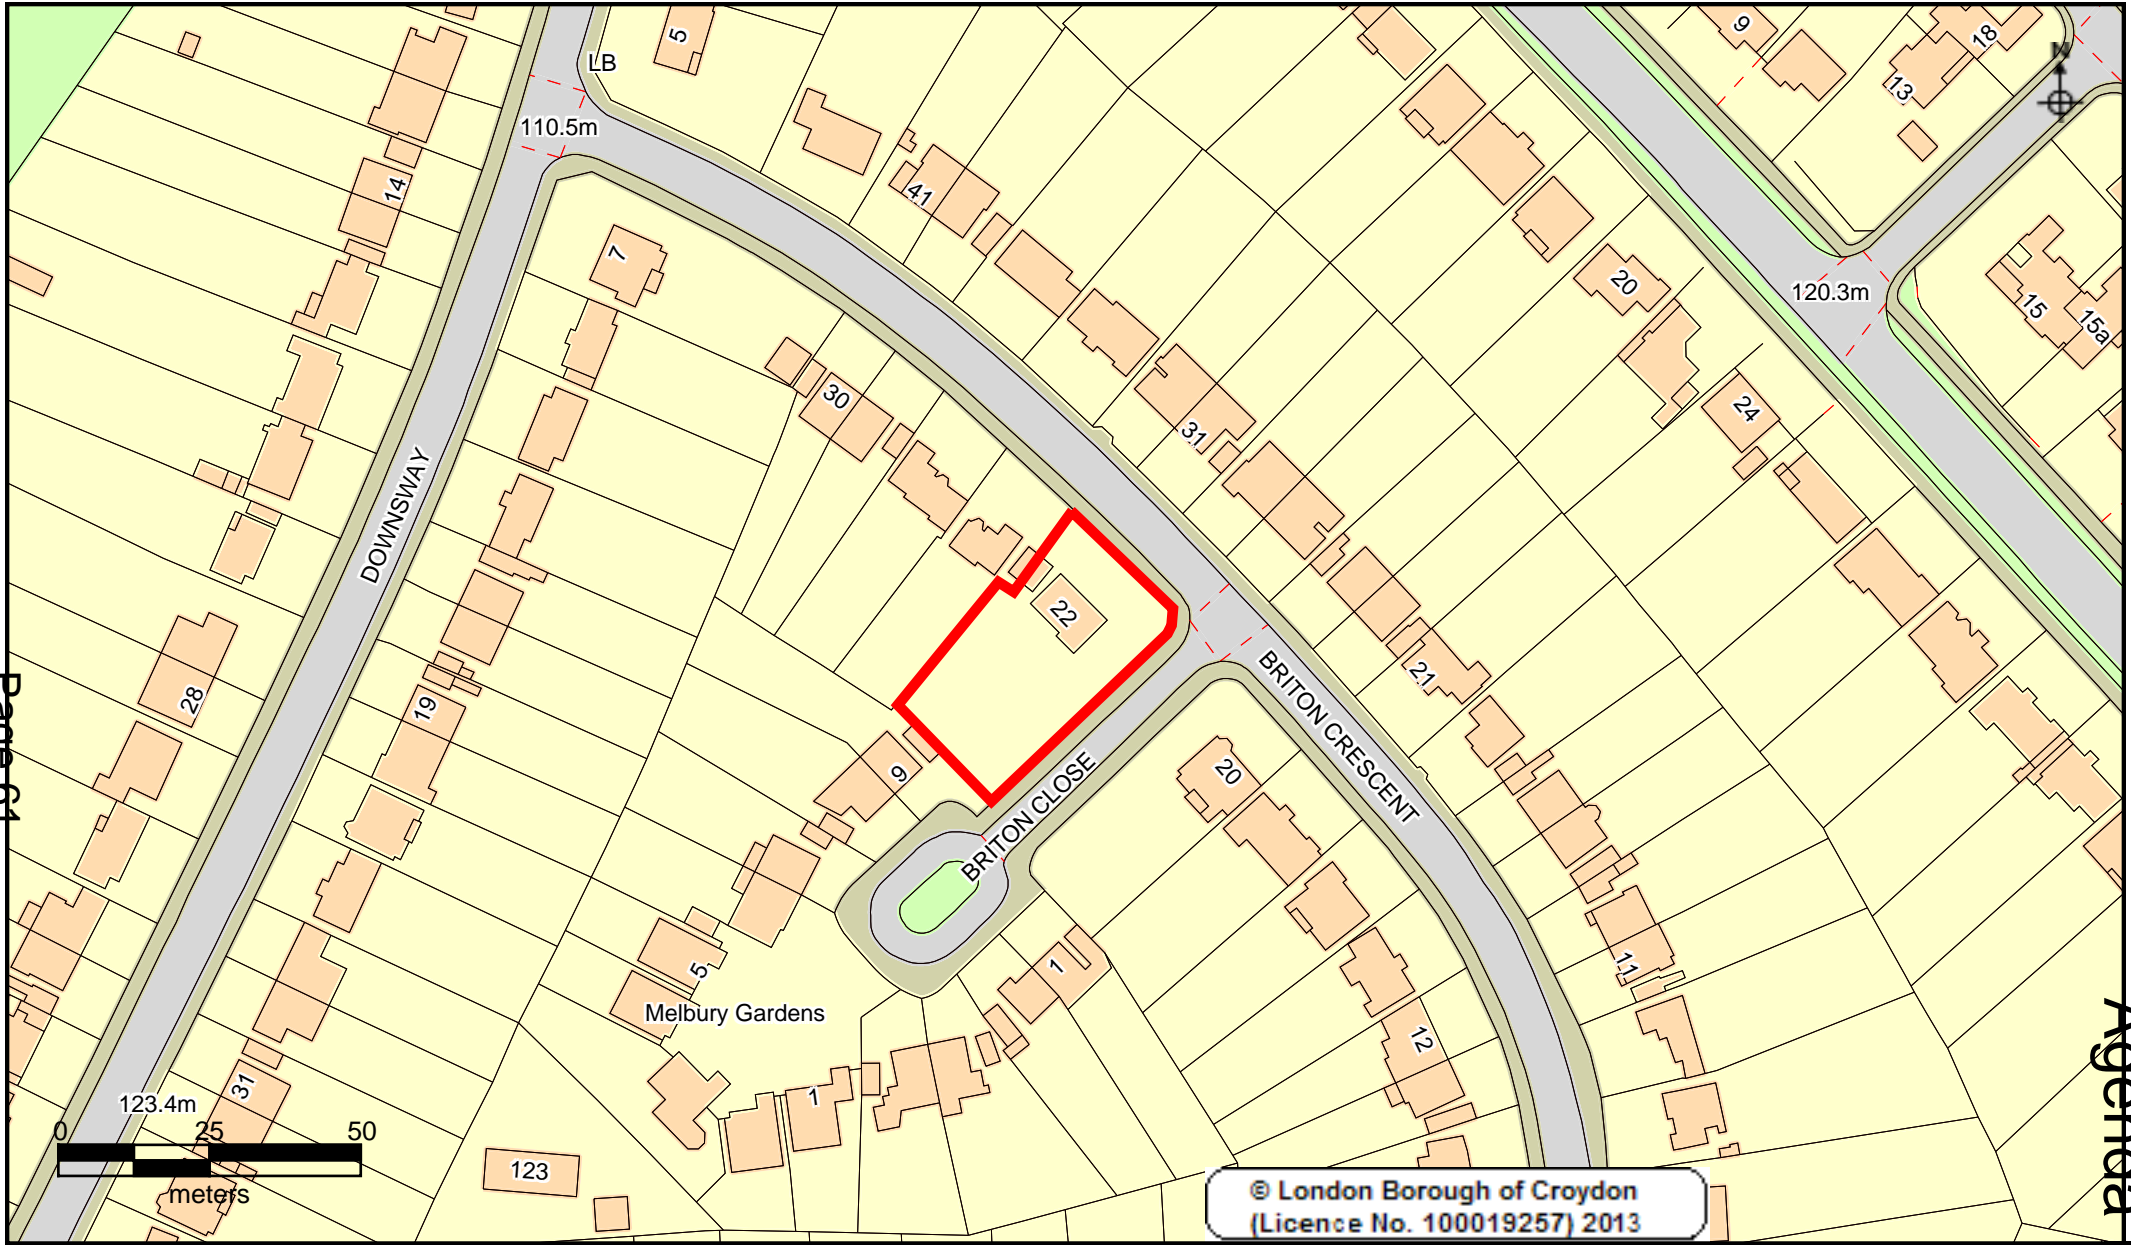 5
LB
9
18
N
13
110.5m
14
41
7
20
120.3m
15
15a
30
31
24
DOWNSWAY
22
21
BRITON CRESCENT
28
19
9
20
BRITON CLOSE
Page 61
5
1
11
Melbury Gardens
12
Agenda
31
1
123.4m
0 25 50
meters
123
© London Borough of Croydon
(Licence No. 100019257) 2013